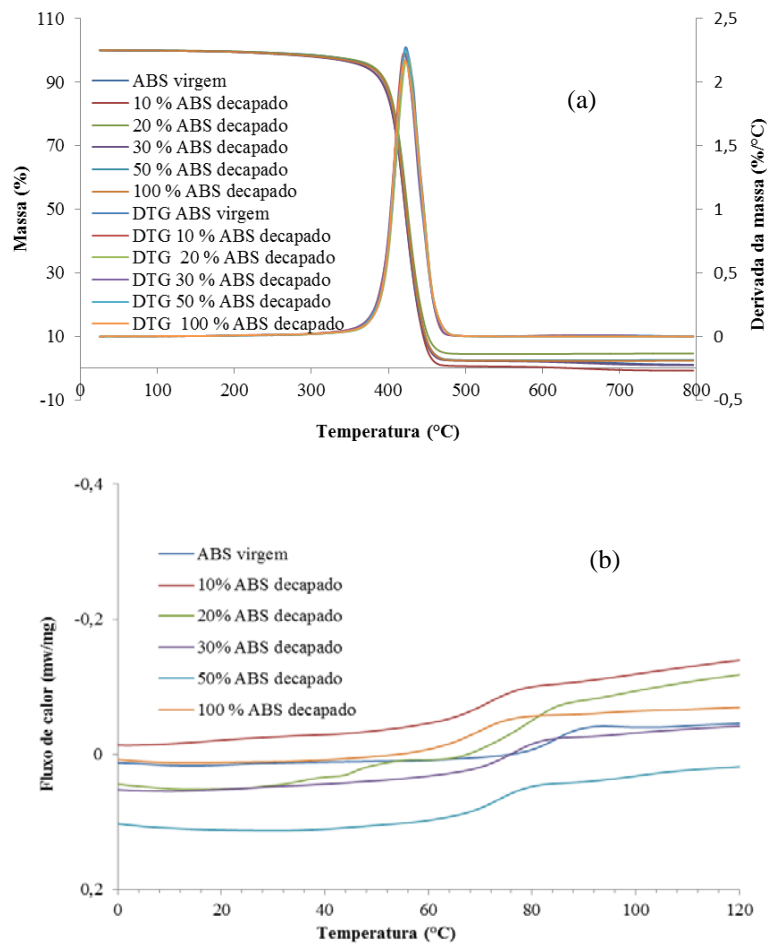 110
90
70
50
30
10
-10
Massa (%)
ABS virgem
10 % ABS decapado
20 % ABS decapado
30 % ABS decapado
50 % ABS decapado
100 % ABS decapado
DTG ABS virgem
DTG 10 % ABS decapado
DTG 20 % ABS decapado
DTG 30 % ABS decapado
DTG 50 % ABS decapado
DTG 100 % ABS decapado
(a)
2,5
2
1,5
1
0,5
0
-0,5
Derivada da massa (%/°C)
0 100 200 300 400 500 600 700 800
Temperatura (°C)
-0,4
-0,2
0
0,2
Fluxo de calor (mw/mg)
ABS virgem
10% ABS decapado
20% ABS decapado
30% ABS decapado
50% ABS decapado
100 % ABS decapado
(b)
0 20 40 60 80 100 120
Temperatura (°C)